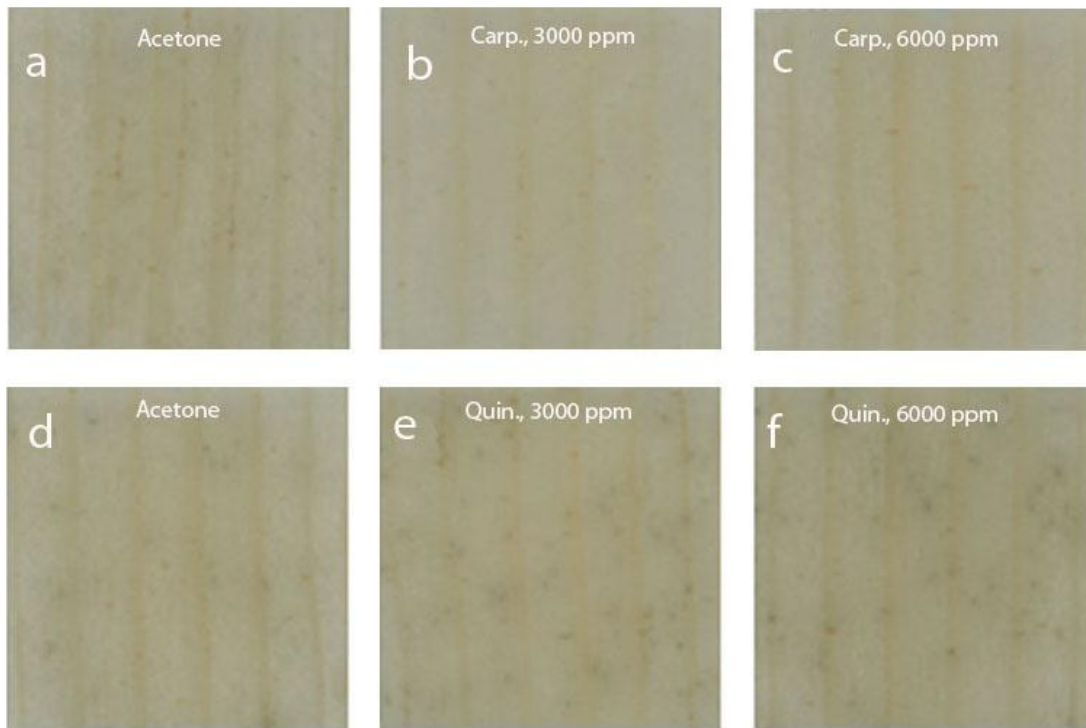 a
Acetone
b
Carp., 3000 ppm
c
Carp., 6000 ppm
d
Acetone
e
Quin., 3000 ppm
f
Quin., 6000 ppm